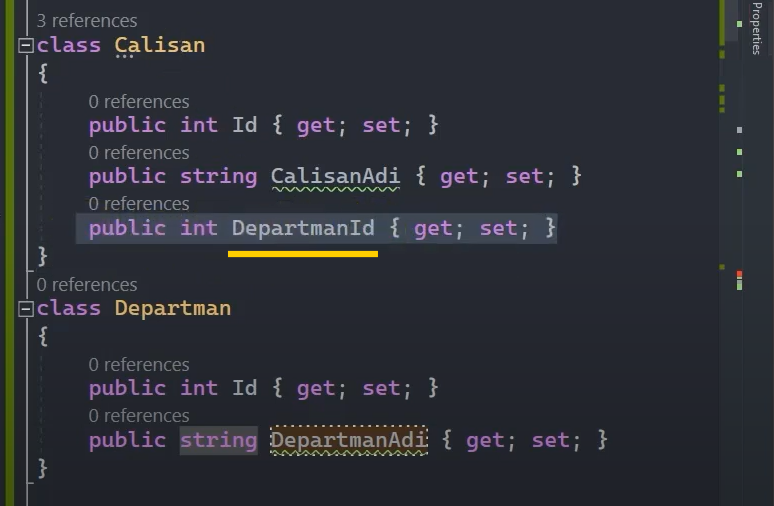 3 references
class Calisan
{
0 references
public int Id { get; set; }
0 references
public string CalisanAdi { get; set; }
0 references
public int DepartmanId { get; set; }
}
0 references
class Departman
{
0 references
public int Id { get; set; }
0 references
public string DepartmanAdi { get; set; }
}
Properties